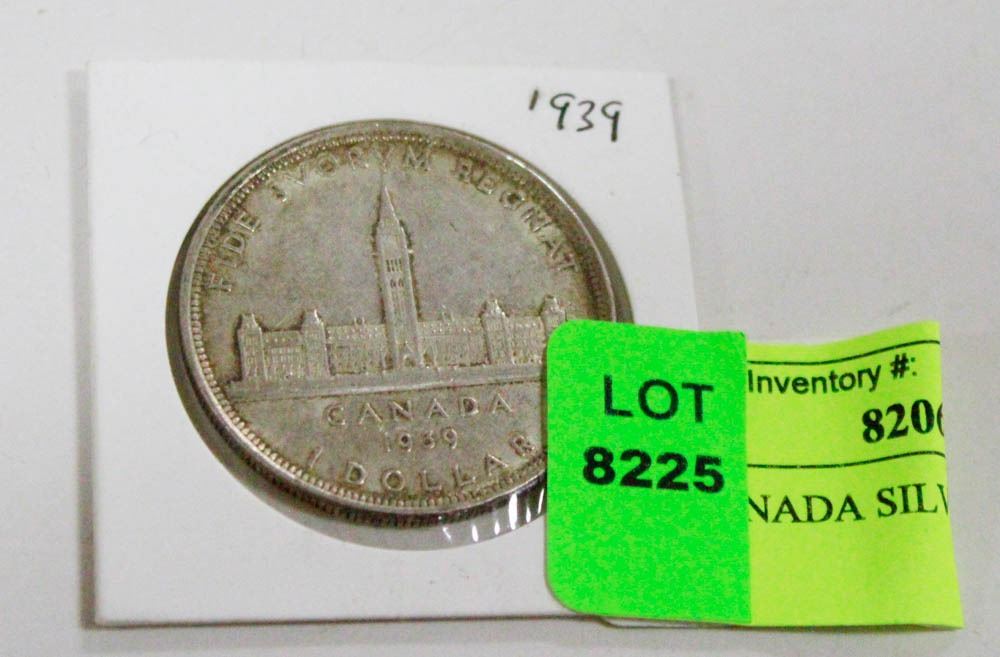 1939
FIDE SVORVM REGNAT
CANADA
1939
1 DOLLAR
LOT
8225
Inventory #:
8206
NADA SILV